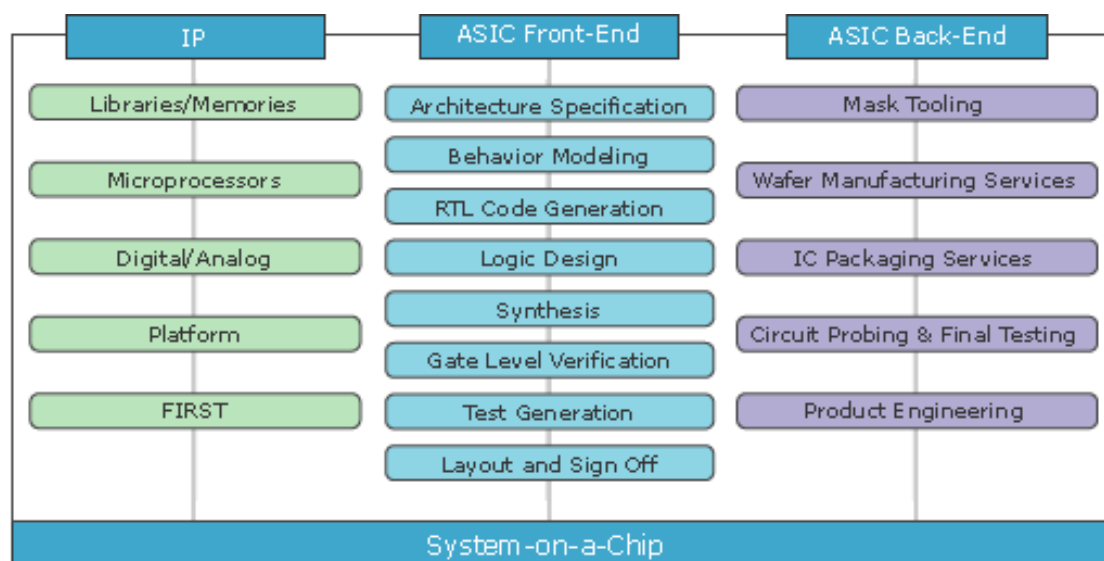 IP
Libraries/Memories
Microprocessors
Digital/Analog
Platform
FIRST
ASIC Front-End
Architecture Specification
Behavior Modeling
RTL Code Generation
Logic Design
Synthesis
Gate Level Verification
Test Generation
Layout and Sign Off
ASIC Back-End
Mask Tooling
Wafer Manufacturing Services
IC Packaging Services
Circuit Probing & Final Testing
Product Engineering
System-on-a-Chip